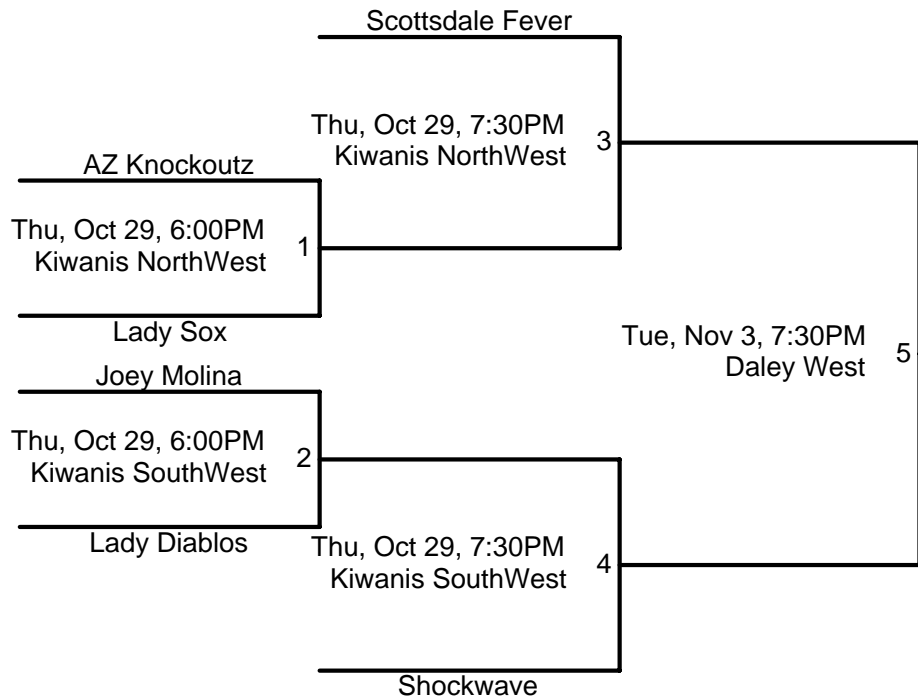 Scottsdale Fever
Thu, Oct 29, 7:30PM
Kiwanis NorthWest
3
AZ Knockoutz
Thu, Oct 29, 6:00PM
Kiwanis NorthWest
1
Lady Sox
Tue, Nov 3, 7:30PM
Daley West
5
Joey Molina
Thu, Oct 29, 6:00PM
Kiwanis SouthWest
2
Lady Diablos
Thu, Oct 29, 7:30PM
Kiwanis SouthWest
4
Shockwave